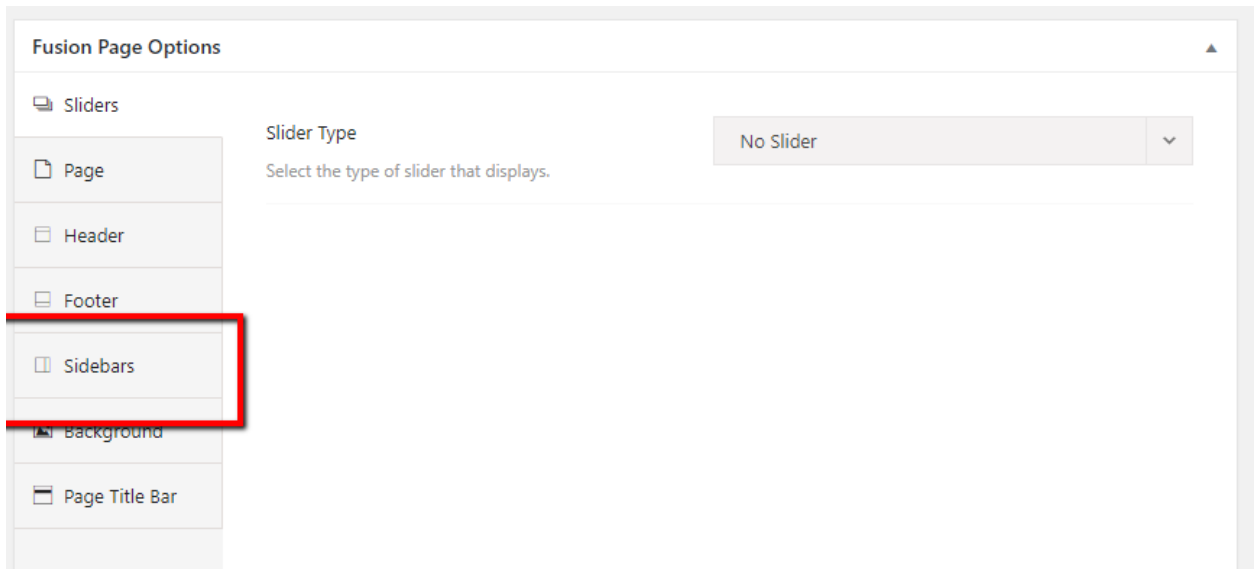 Fusion Page Options
Sliders
Page
Header
Footer
Sidebars
Background
Page Title Bar
Slider Type
Select the type of slider that displays.
No Slider